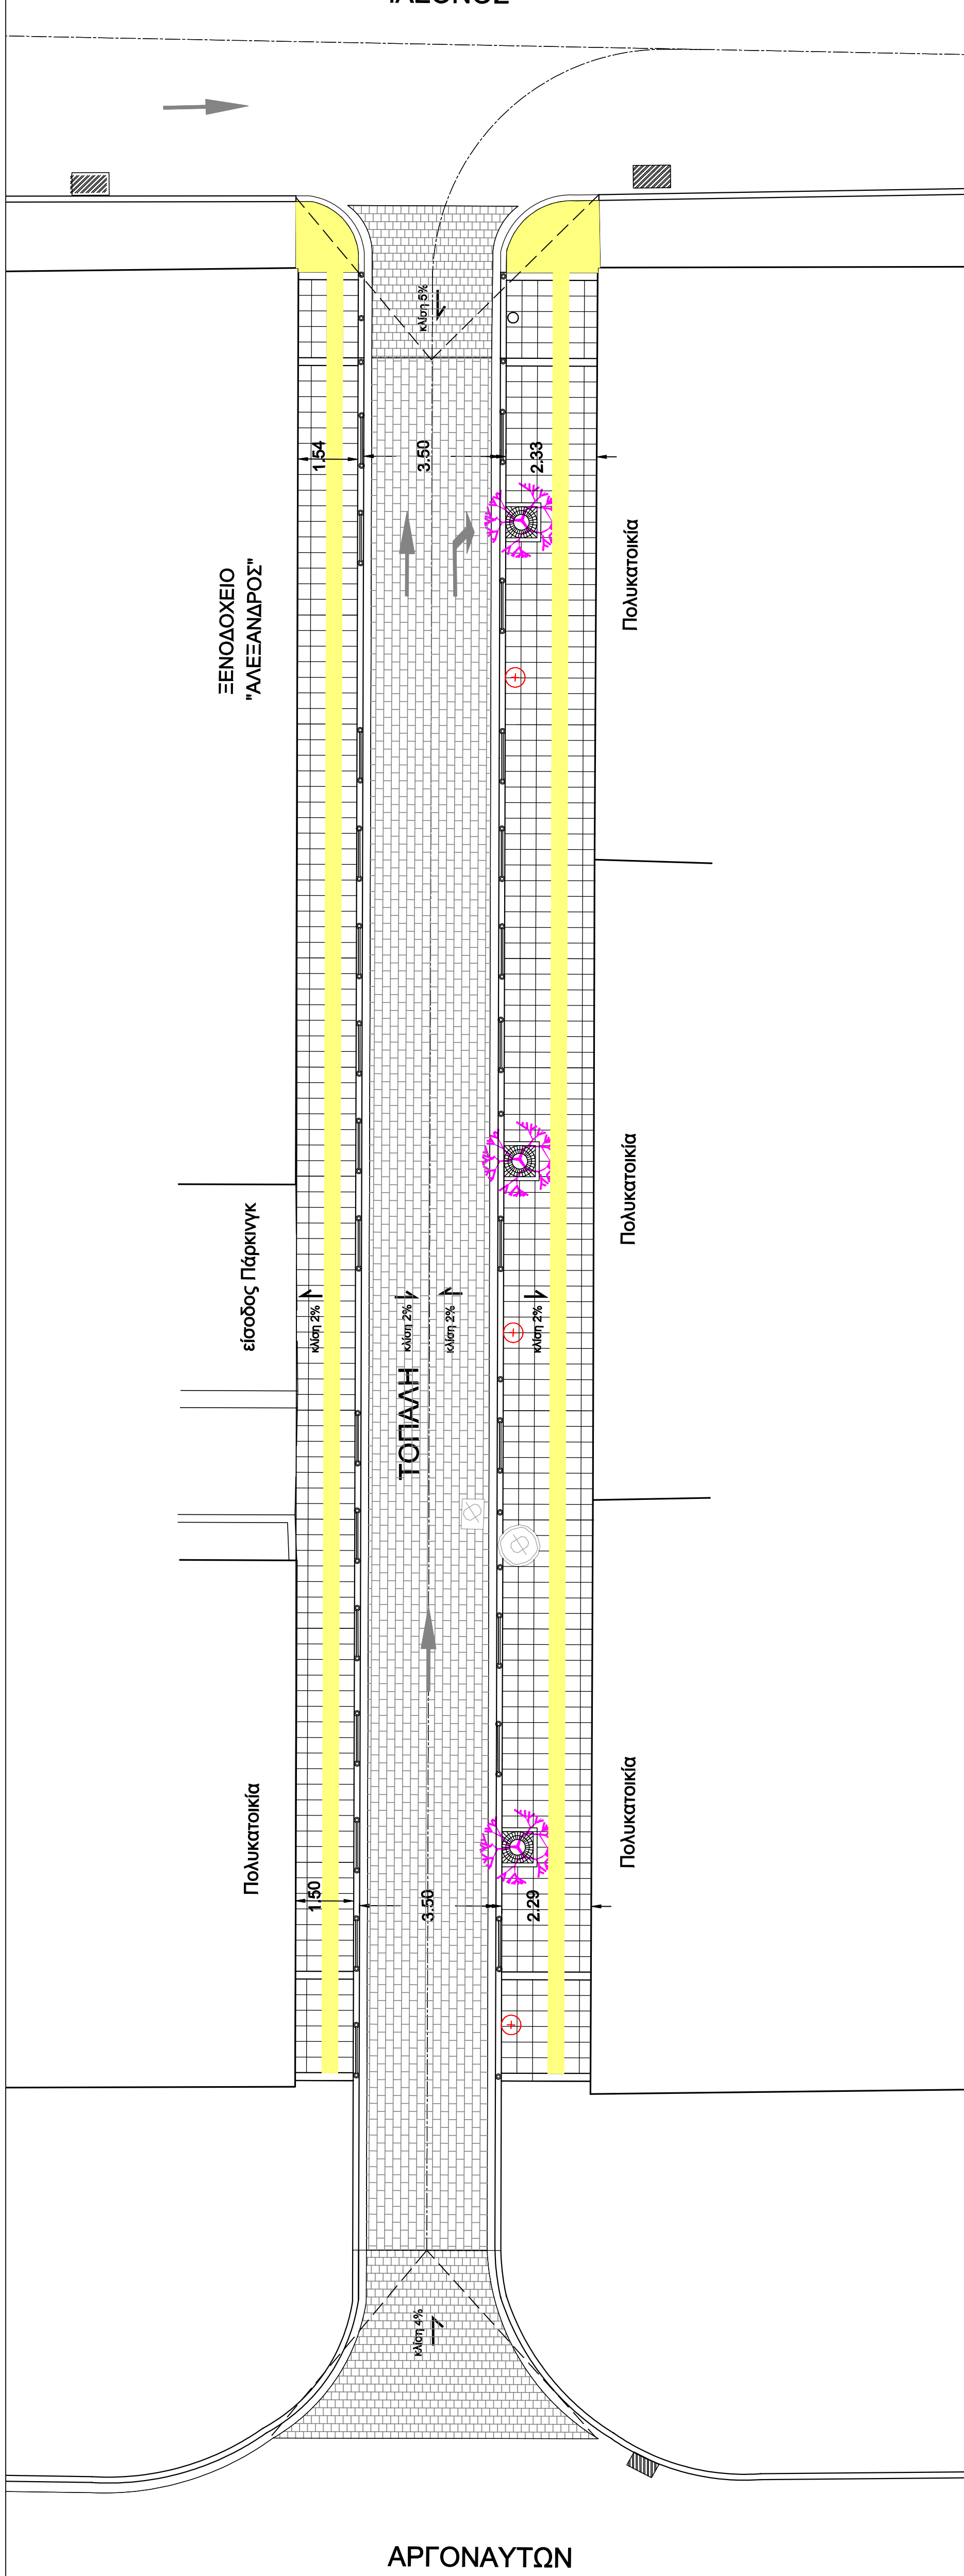 κλίση 5%
1.54
3.50
2.33
ΞΕΝΟΔΟΧΕΙΟ
"ΑΛΕΞΑΝΔΡΟΣ"
Πολυκατοικία
Πολυκατοικία
είσοδος Πάρκινγκ
κλίση 2%
κλίση 2%
κλίση 2%
κλίση 2%
ΤΟΠΑΛΗ
Πολυκατοικία
Πολυκατοικία
1.50
3.50
2.29
κλίση 4%
ΑΡΓΟΝΑΥΤΩΝ